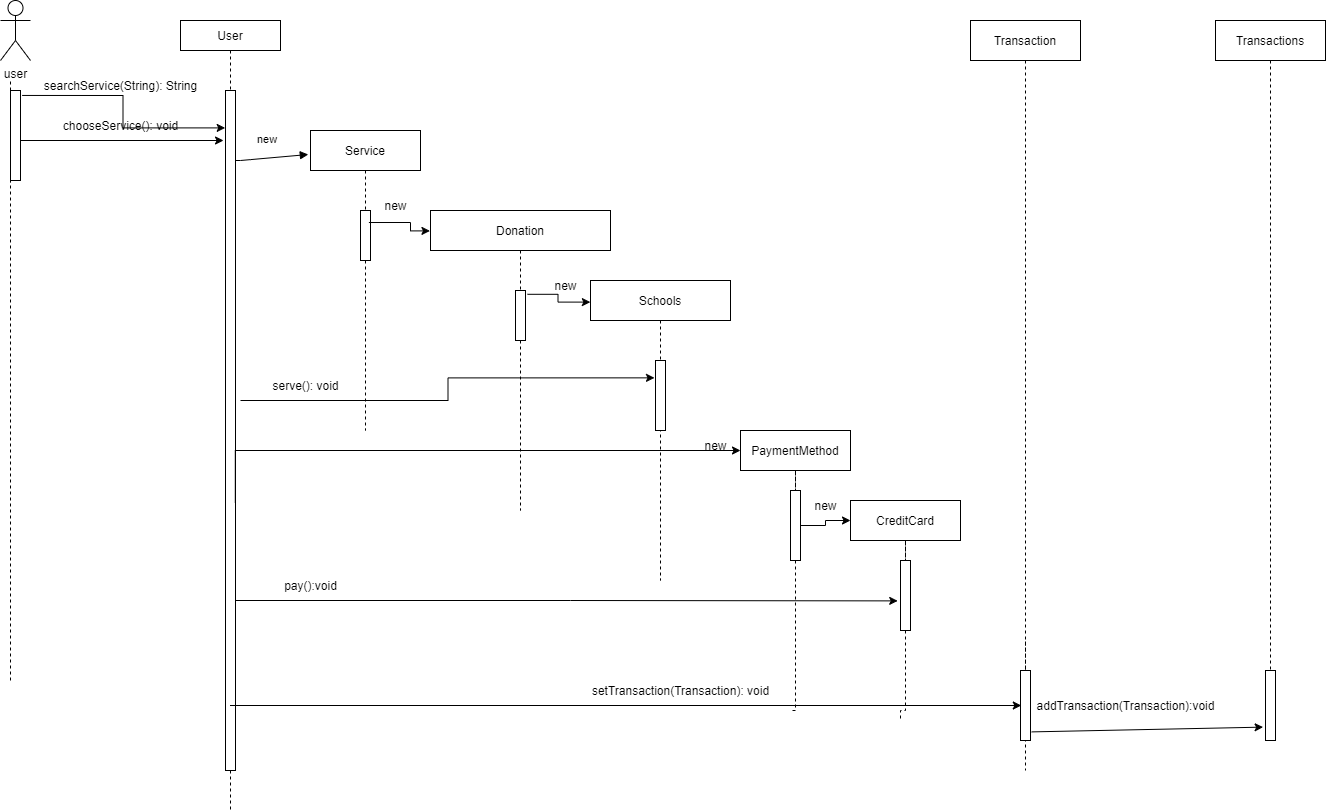 User
Transaction
Transactions
user
searchService(String): String
chooseService(): void
new
Service
new
Donation
new
Schools
serve(): void
new
PaymentMethod
new
CreditCard
pay():void
setTransaction(Transaction): void
addTransaction(Transaction):void